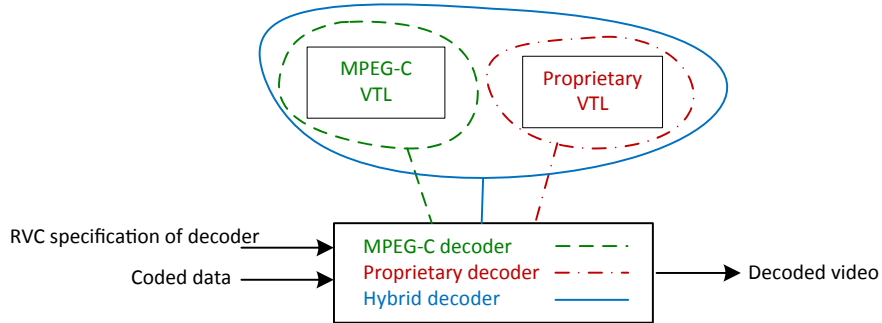 MPEG-C
VTL
Proprietary
VTL
RVC specification of decoder
Coded data
MPEG-C decoder
Proprietary decoder
Hybrid decoder
Decoded video